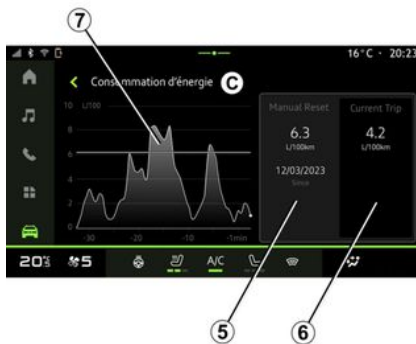 7
16°C · 20:23
Consommation d'énergie
C
10 L/100
8
6
4
2
0
-30 -20 -10 -1min
Manual Reset
6.3
L/100km
12/03/2023
Since
Current Trip
4.2
L/100km
20°5 5 A/C
5
6